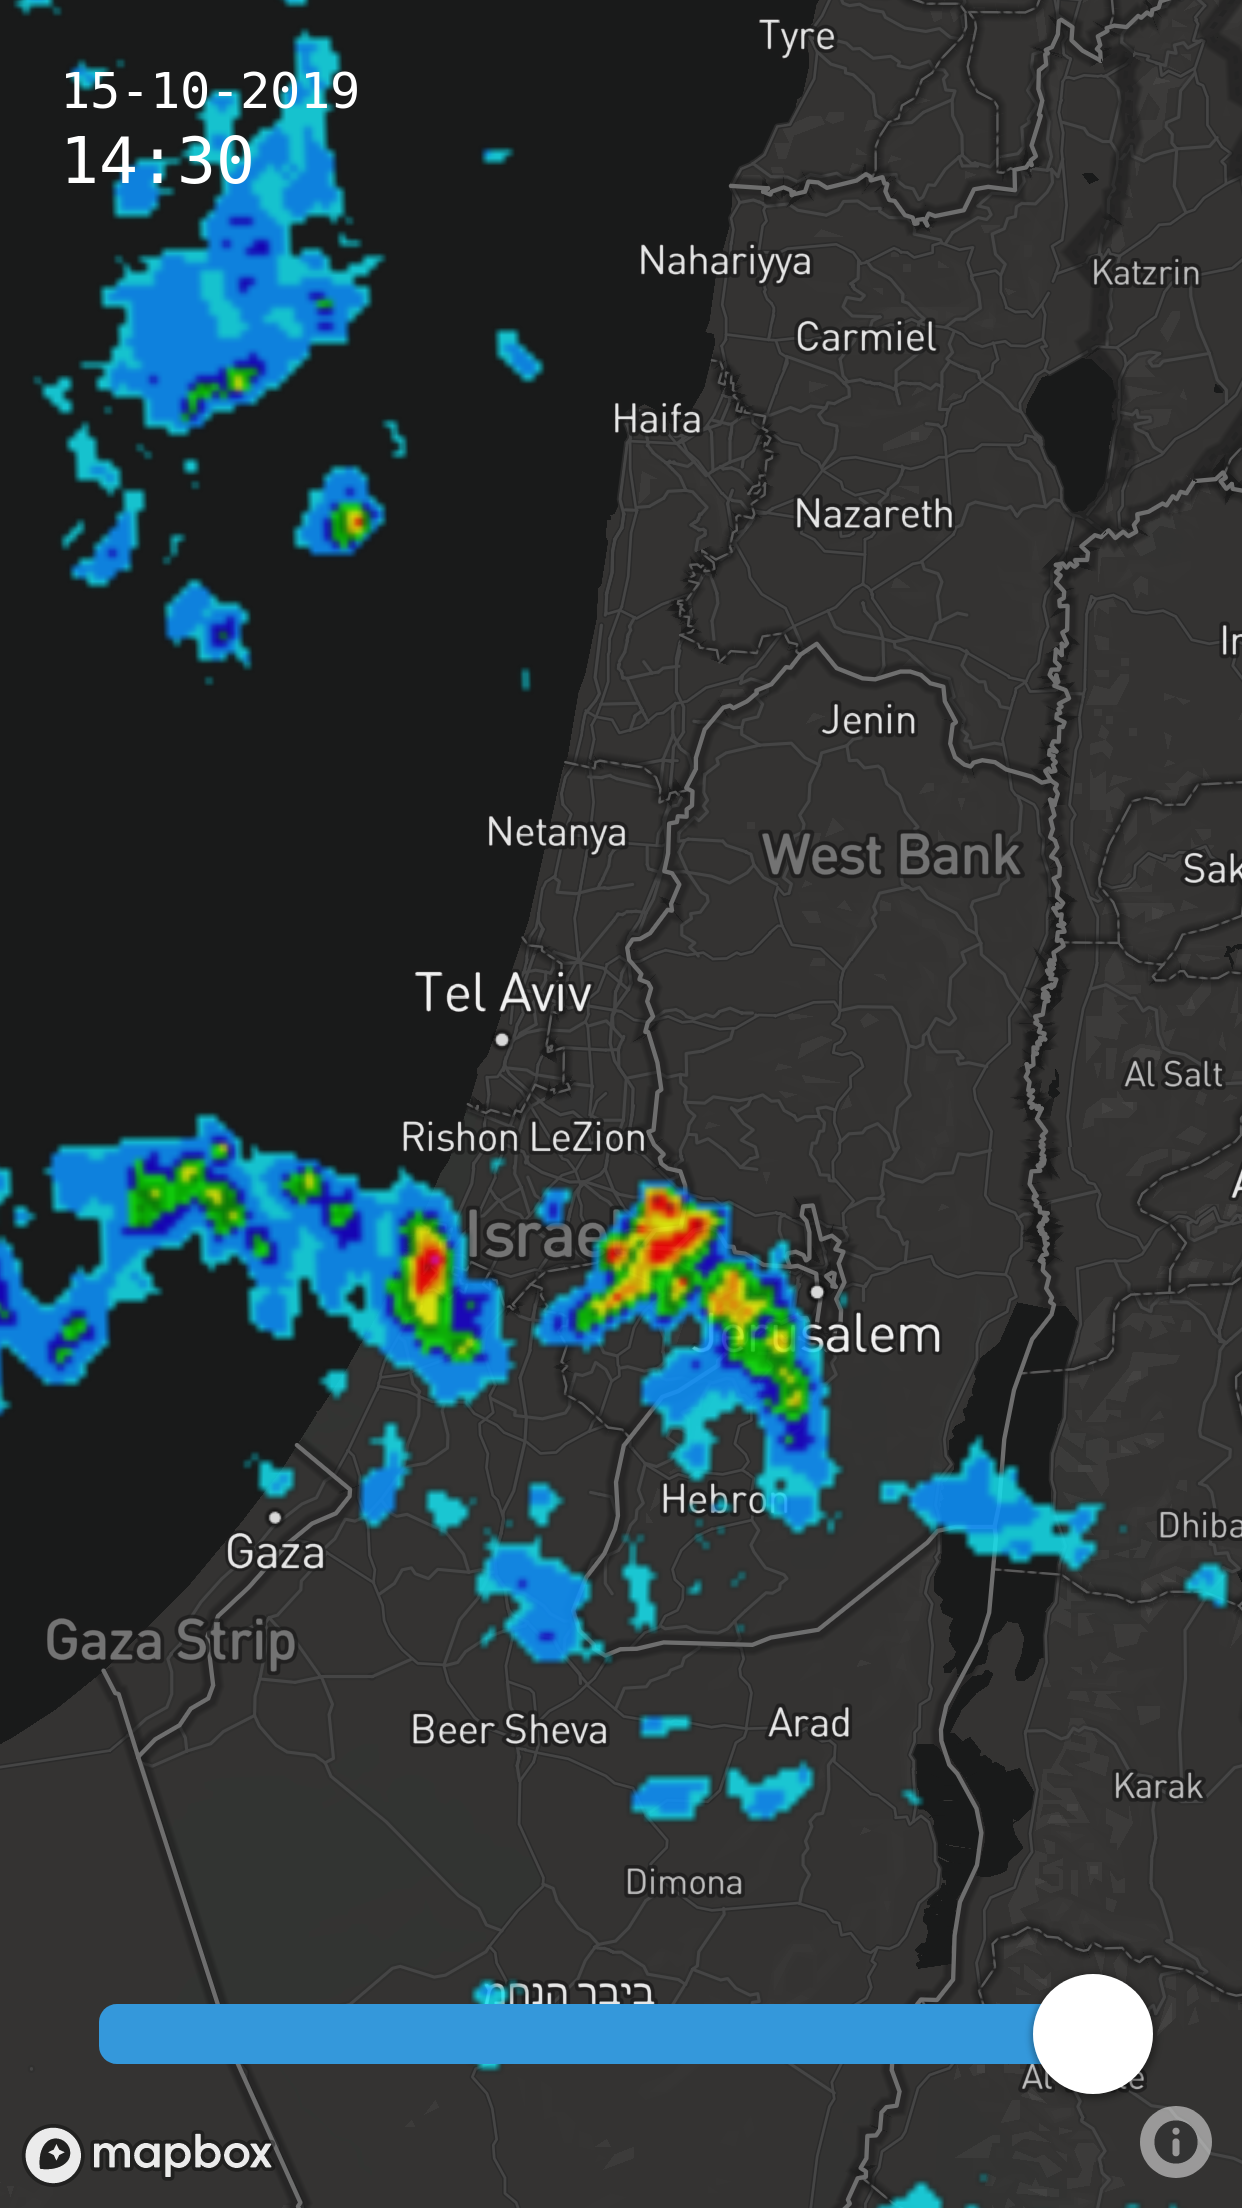 15-10-2019
14:30
Tyre
Nahariyya
Katzrin
Carmiel
Haifa
Nazareth
Jenin
Netanya
West Bank
Tel Aviv
Al Salt
Rishon LeZion
Israel
Jerusalem
Hebron
Dhiba
Gaza
Gaza Strip
Beer Sheva
Arad
Karak
Dimona
mapbox